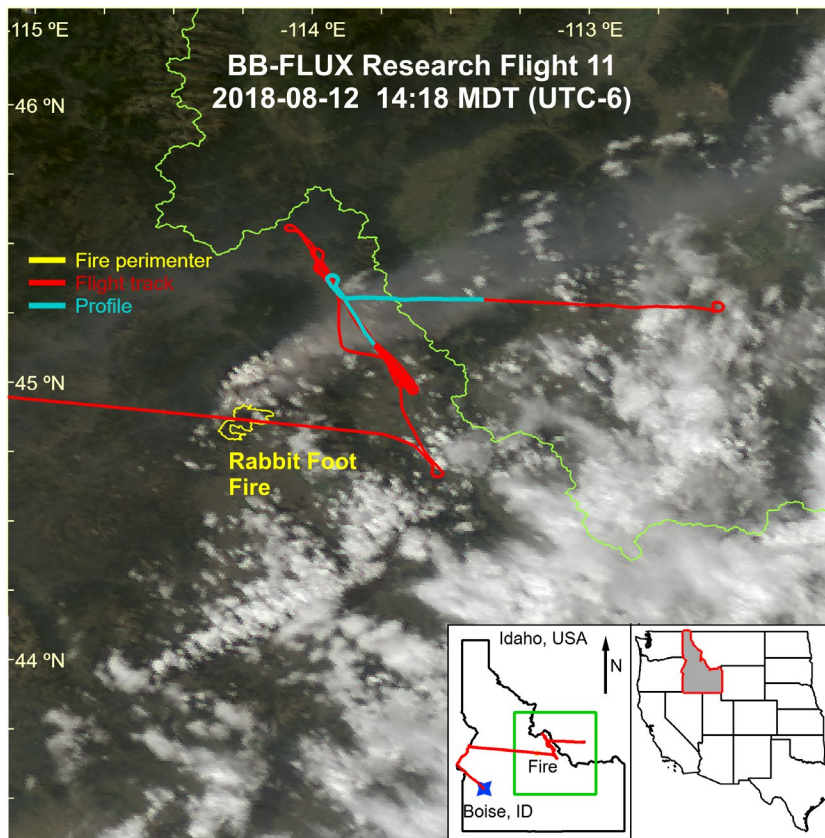 -115 ºE
-114 ºE
-113 ºE
BB-FLUX Research Flight 11
2018-08-12 14:18 MDT (UTC-6)
46 ºN
Fire perimenter
Flight track
Profile
45 ºN
Rabbit Foot
Fire
44 ºN
Idaho, USA
N
Fire
Boise, ID